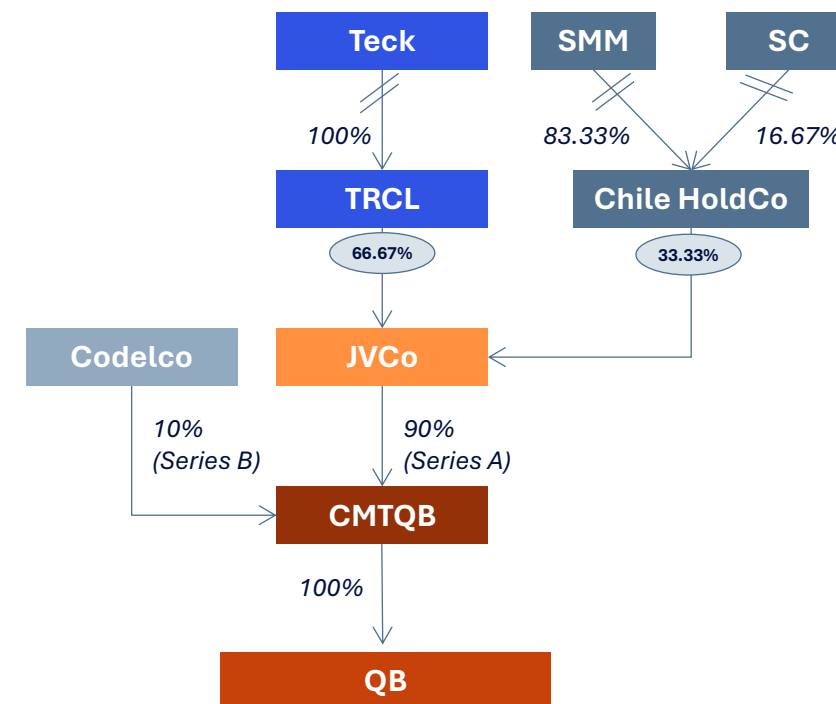 Teck
SMM
SC
100%
83.33%
16.67%
TRCL
Chile HoldCo
66.67%
33.33%
Codelco
JVCo
10%
(Series B)
90%
(Series A)
CMTQB
100%
QB